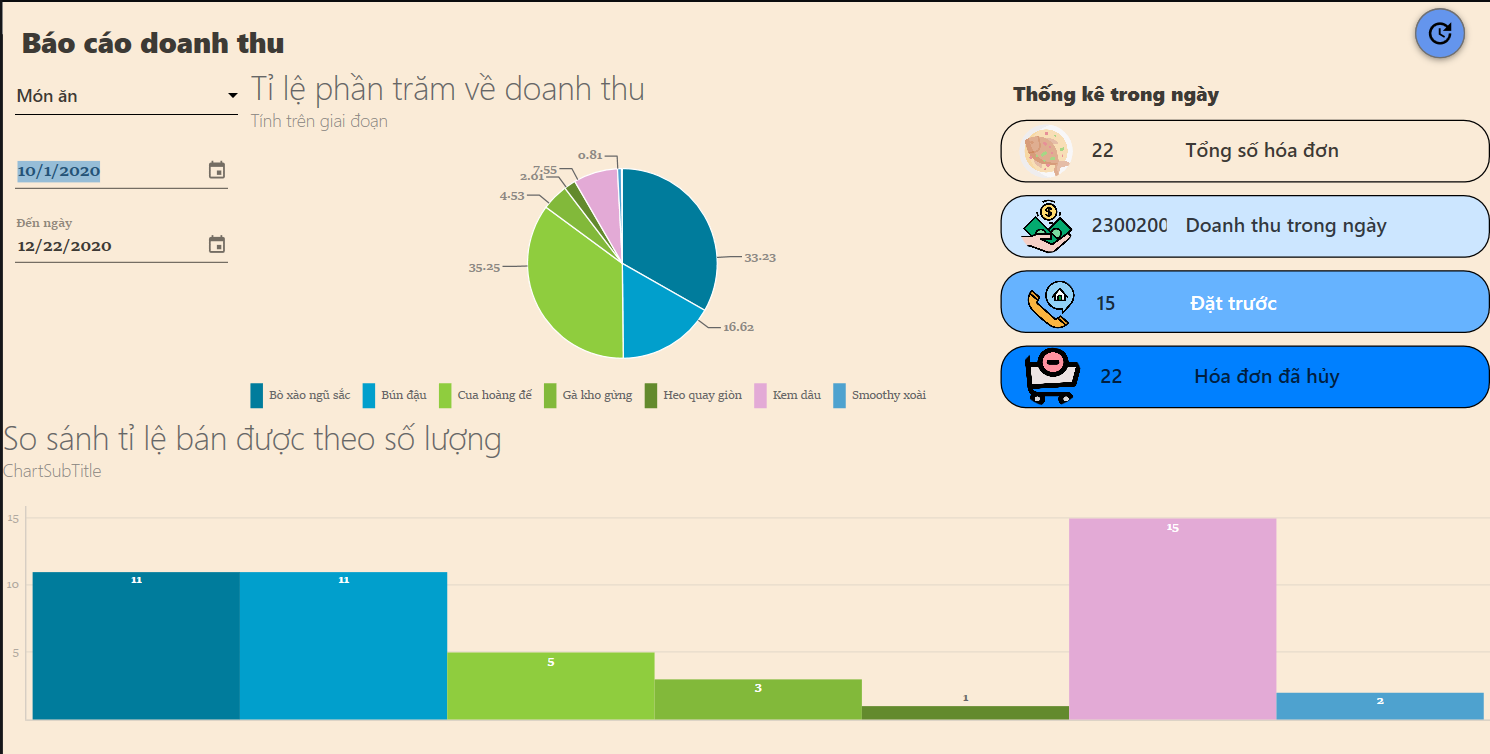 Báo cáo doanh thu
Món ăn
10/1/2020
Đến ngày
12/22/2020
Tỉ lệ phần trăm về doanh thu
Tính trên giai đoạn
0.81
7.55
2.01
4.53
35.25
33.23
16.62
Bò xào ngũ sắc Bún đậu Cua hoàng đế Gà kho gừng Heo quay giòn Kem dâu Smoothy xoài
Thống kê trong ngày
22 Tổng số hóa đơn
2300200 Doanh thu trong ngày
15 Đặt trước
22 Hóa đơn đã hủy
So sánh tỉ lệ bán được theo số lượng
ChartSubTitle
15
10
5
11 11 5 3 1 15 2